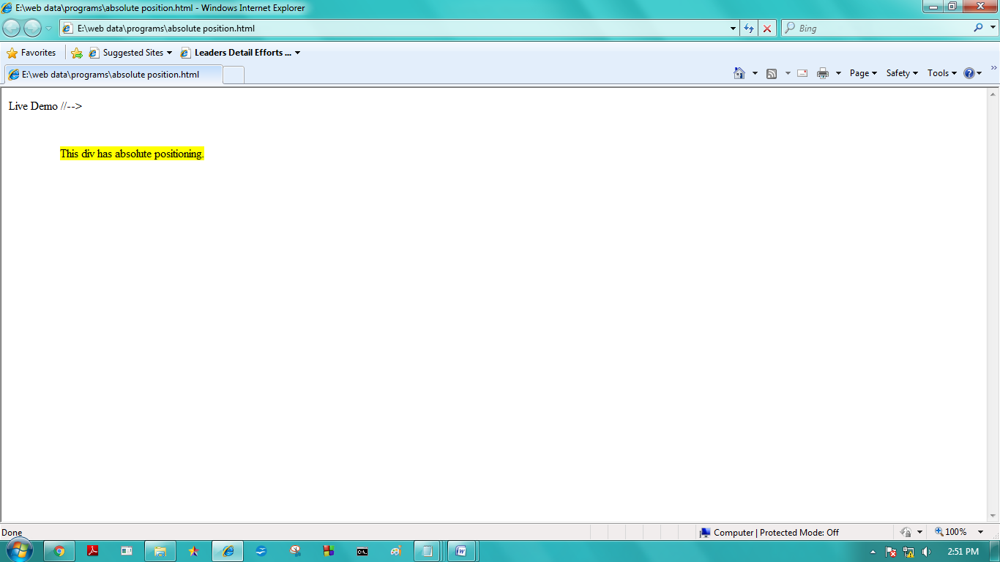 E:\web data\programs\absolute position.html - Windows Internet Explorer
E:\web data\programs\absolute position.html
Bing
Favorites Suggested Sites Leaders Detail Efforts ...
E:\web data\programs\absolute position.html Page Safety Tools
Live Demo //-->
This div has absolute positioning.
Done Computer | Protected Mode: Off 100%
C:\. 2:51 PM